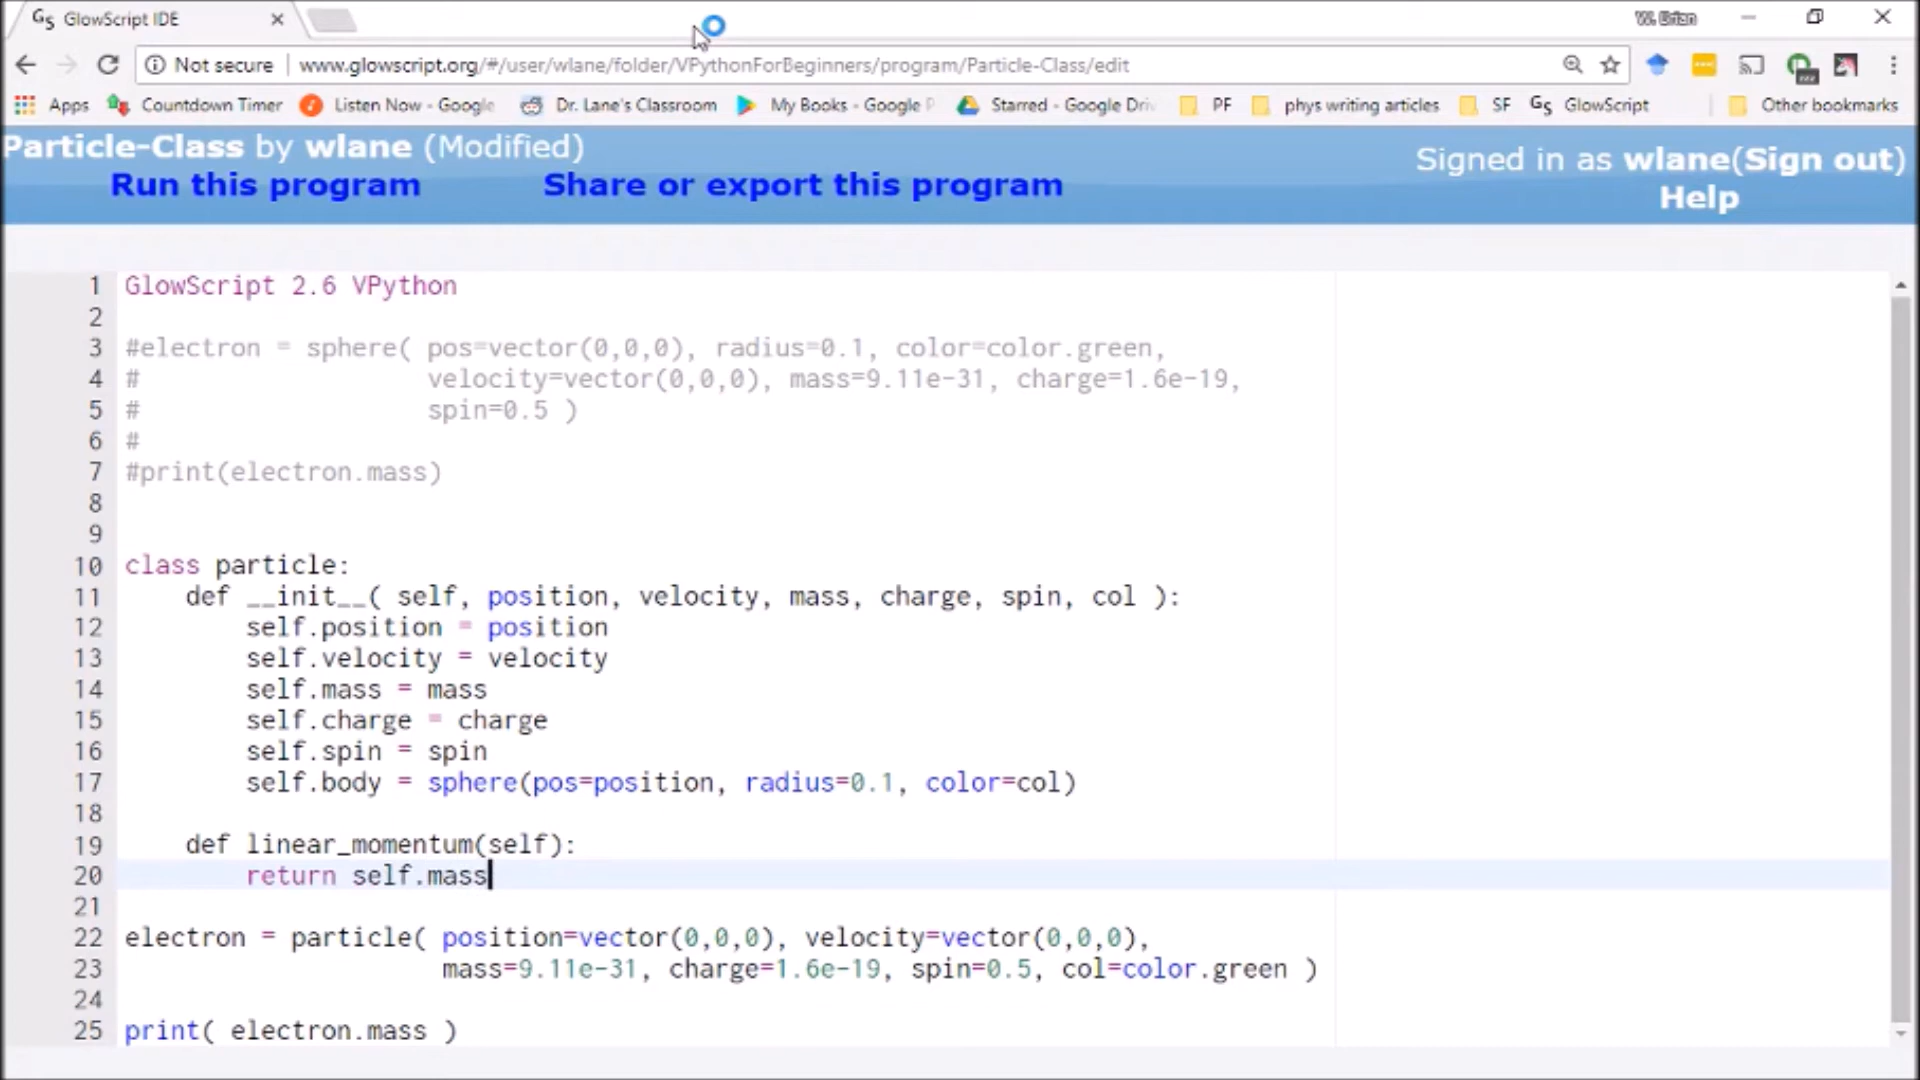 GlowScript IDE
W. Brian
Not secure www.glowscript.org/#/user/wlane/folder/VPythonForBeginners/program/Particle-Class/edit
Apps Countdown Timer Listen Now - Google Dr. Lane's Classroom My Books - Google P Starred - Google Driv PF phys writing articles SF GlowScript Other bookmarks
Particle-Class by wlane (Modified)
Signed in as wlane(Sign out)
Run this program Share or export this program
Help
1 GlowScript 2.6 VPython
2
3 #electron = sphere( pos=vector(0,0,0), radius=0.1, color=color.green,
4 # velocity=vector(0,0,0), mass=9.11e-31, charge=1.6e-19,
5 # spin=0.5 )
6 #
7 #print(electron.mass)
8
9
10 class particle:
11 def __init__( self, position, velocity, mass, charge, spin, col ):
12 self.position = position
13 self.velocity = velocity
14 self.mass = mass
15 self.charge = charge
16 self.spin = spin
17 self.body = sphere(pos=position, radius=0.1, color=col)
18
19 def linear_momentum(self):
20 return self.mass
21
22 electron = particle( position=vector(0,0,0), velocity=vector(0,0,0),
23 mass=9.11e-31, charge=1.6e-19, spin=0.5, col=color.green )
24
25 print( electron.mass )